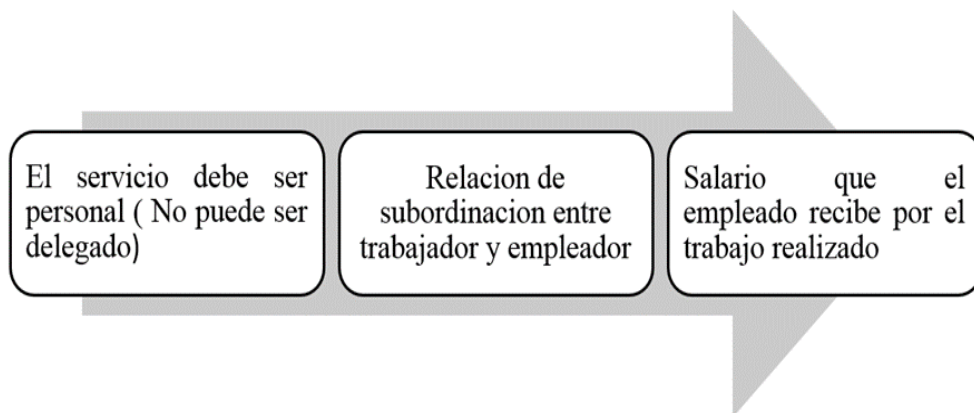 El servicio debe ser
personal ( No puede ser
delegado)
Relacion de
subordinacion entre
trabajador y empleador
Salario que el
empleado recibe por el
trabajo realizado